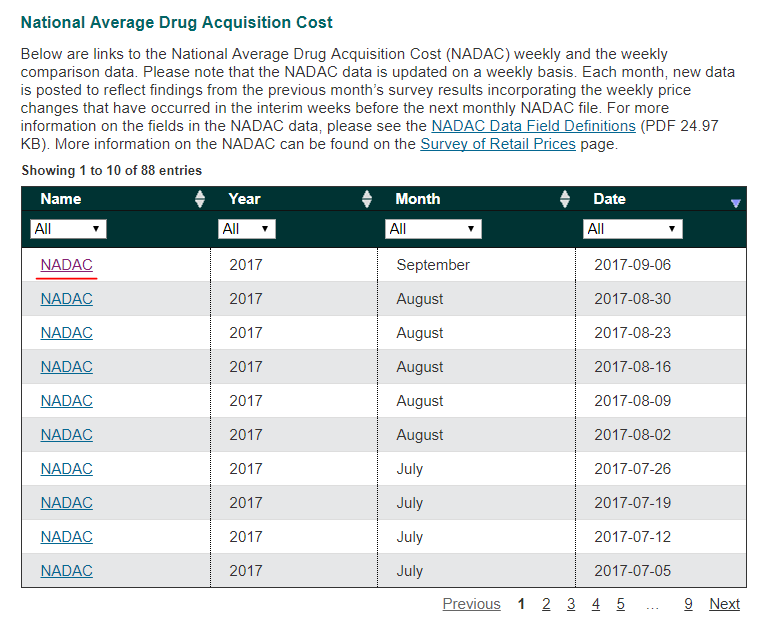 National Average Drug Acquisition Cost
Below are links to the National Average Drug Acquisition Cost (NADAC) weekly and the weekly
comparison data. Please note that the NADAC data is updated on a weekly basis. Each month, new data
is posted to reflect findings from the previous month’s survey results incorporating the weekly price
changes that have occurred in the interim weeks before the next monthly NADAC file. For more
information on the fields in the NADAC data, please see the NADAC Data Field Definitions (PDF 24.97
KB). More information on the NADAC can be found on the Survey of Retail Prices page.
Showing 1 to 10 of 88 entries
Name Year Month Date
All All All All
NADAC 2017 September 2017-09-06
NADAC 2017 August 2017-08-30
NADAC 2017 August 2017-08-23
NADAC 2017 August 2017-08-16
NADAC 2017 August 2017-08-09
NADAC 2017 August 2017-08-02
NADAC 2017 July 2017-07-26
NADAC 2017 July 2017-07-19
NADAC 2017 July 2017-07-12
NADAC 2017 July 2017-07-05
Previous 1 2 3 4 5 … 9 Next